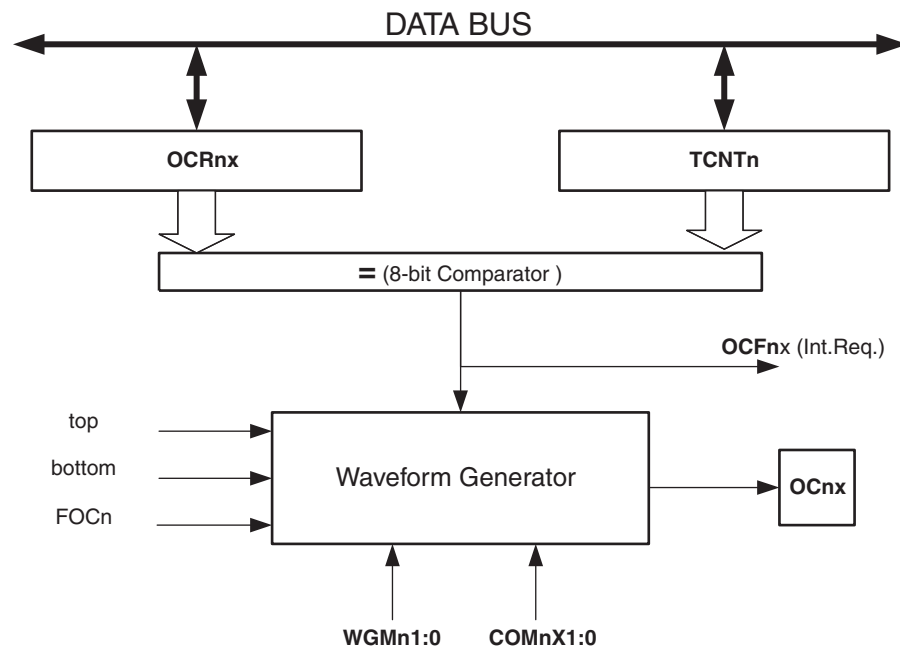 DATA BUS
OCRnx
TCNTn
= (8-bit Comparator )
OCFnx (Int.Req.)
top
bottom
FOCn
Waveform Generator
OCnx
WGMn1:0
COMnX1:0